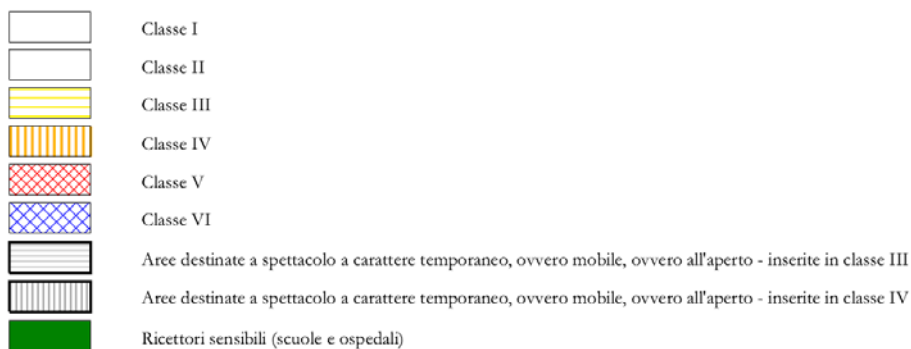 Classe I
Classe II
Classe III
Classe IV
Classe V
Classe VI
Aree destinate a spettacolo a carattere temporaneo, ovvero mobile, ovvero all'aperto - inserite in classe III
Aree destinate a spettacolo a carattere temporaneo, ovvero mobile, ovvero all'aperto - inserite in classe IV
Ricettori sensibili (scuole e ospedali)